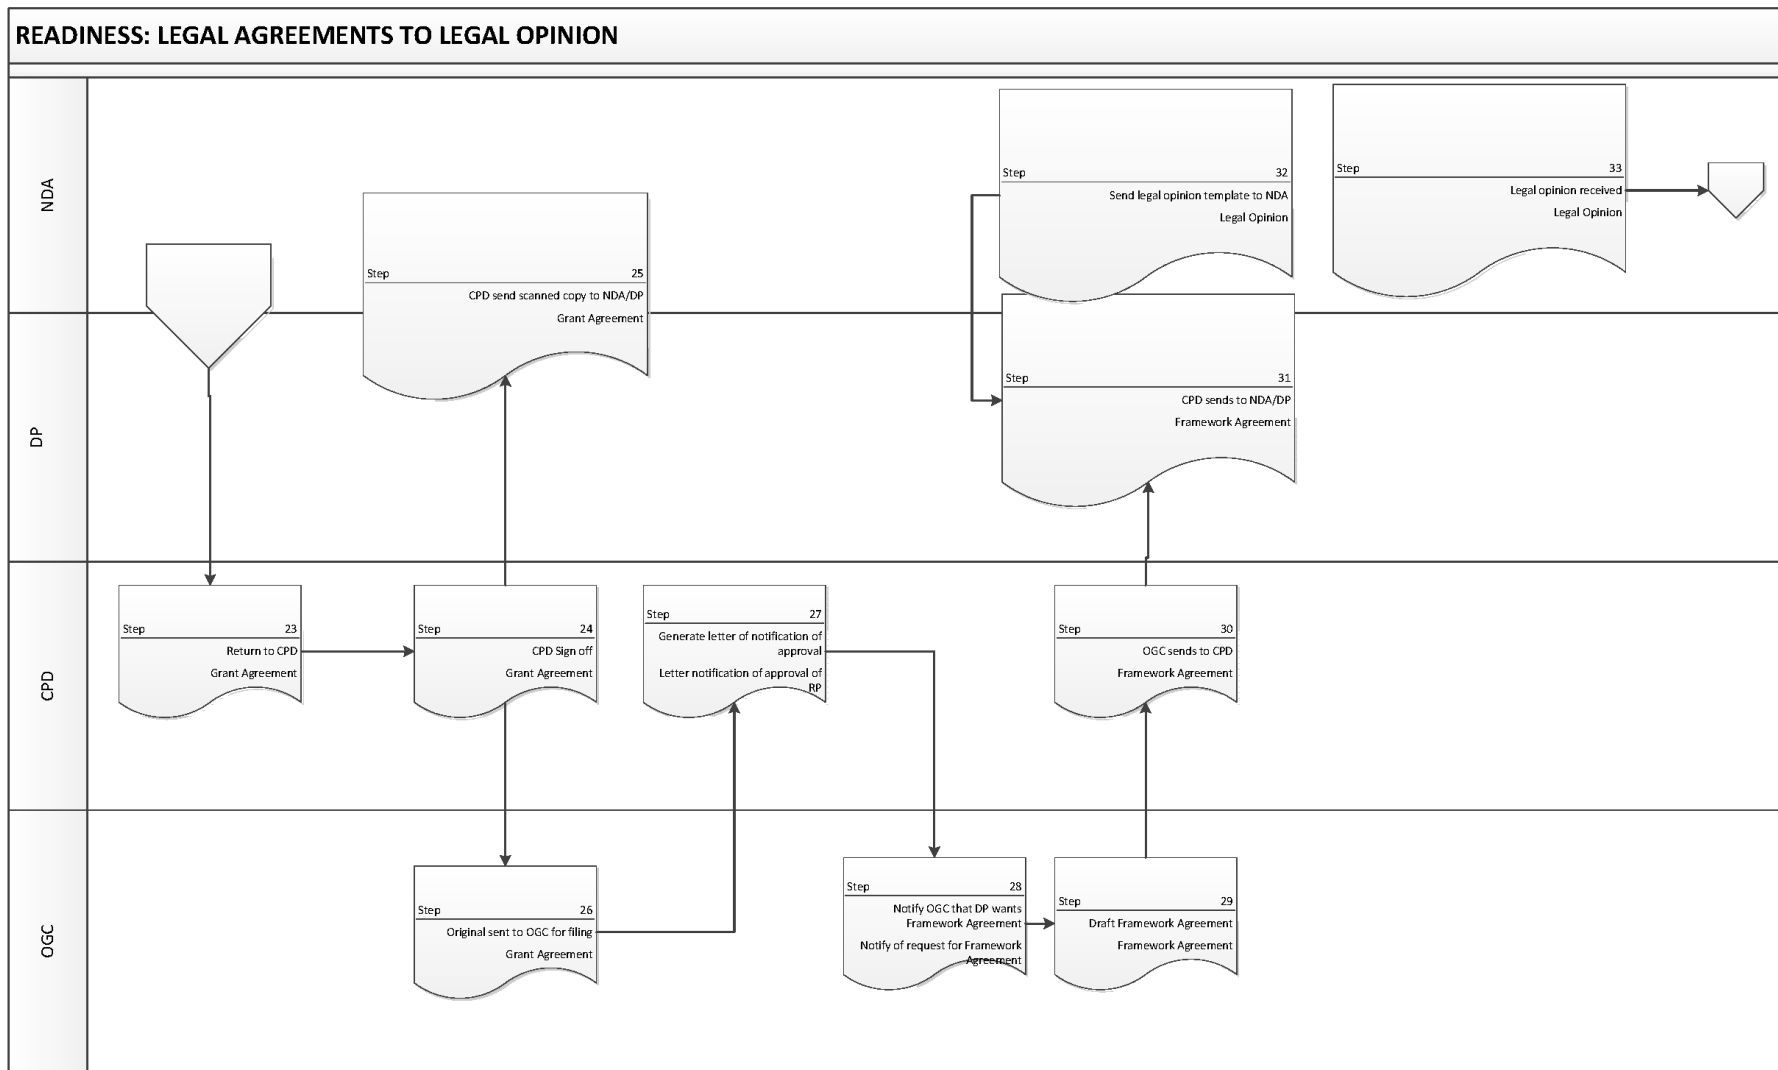 READINESS: LEGAL AGREEMENTS TO LEGAL OPINION
NDA
Step 32
Send legal opinion template to NDA
Legal Opinion
Step 33
Legal opinion received
Legal Opinion
Step 25
CPD send scanned copy to NDA/DP
Grant Agreement
DP
Step 31
CPD sends to NDA/DP
Framework Agreement
CPD
Step 23
Return to CPD
Grant Agreement
Step 24
CPD Sign off
Grant Agreement
Step 27
Generate letter of notification of
approval
Letter notification of approval of
RP
Step 30
OGC sends to CPD
Framework Agreement
OGC
Step 26
Original sent to OGC for filing
Grant Agreement
Step 28
Notify OGC that DP wants
Framework Agreement
Notify of request for Framework
Agreement
Step 29
Draft Framework Agreement
Framework Agreement